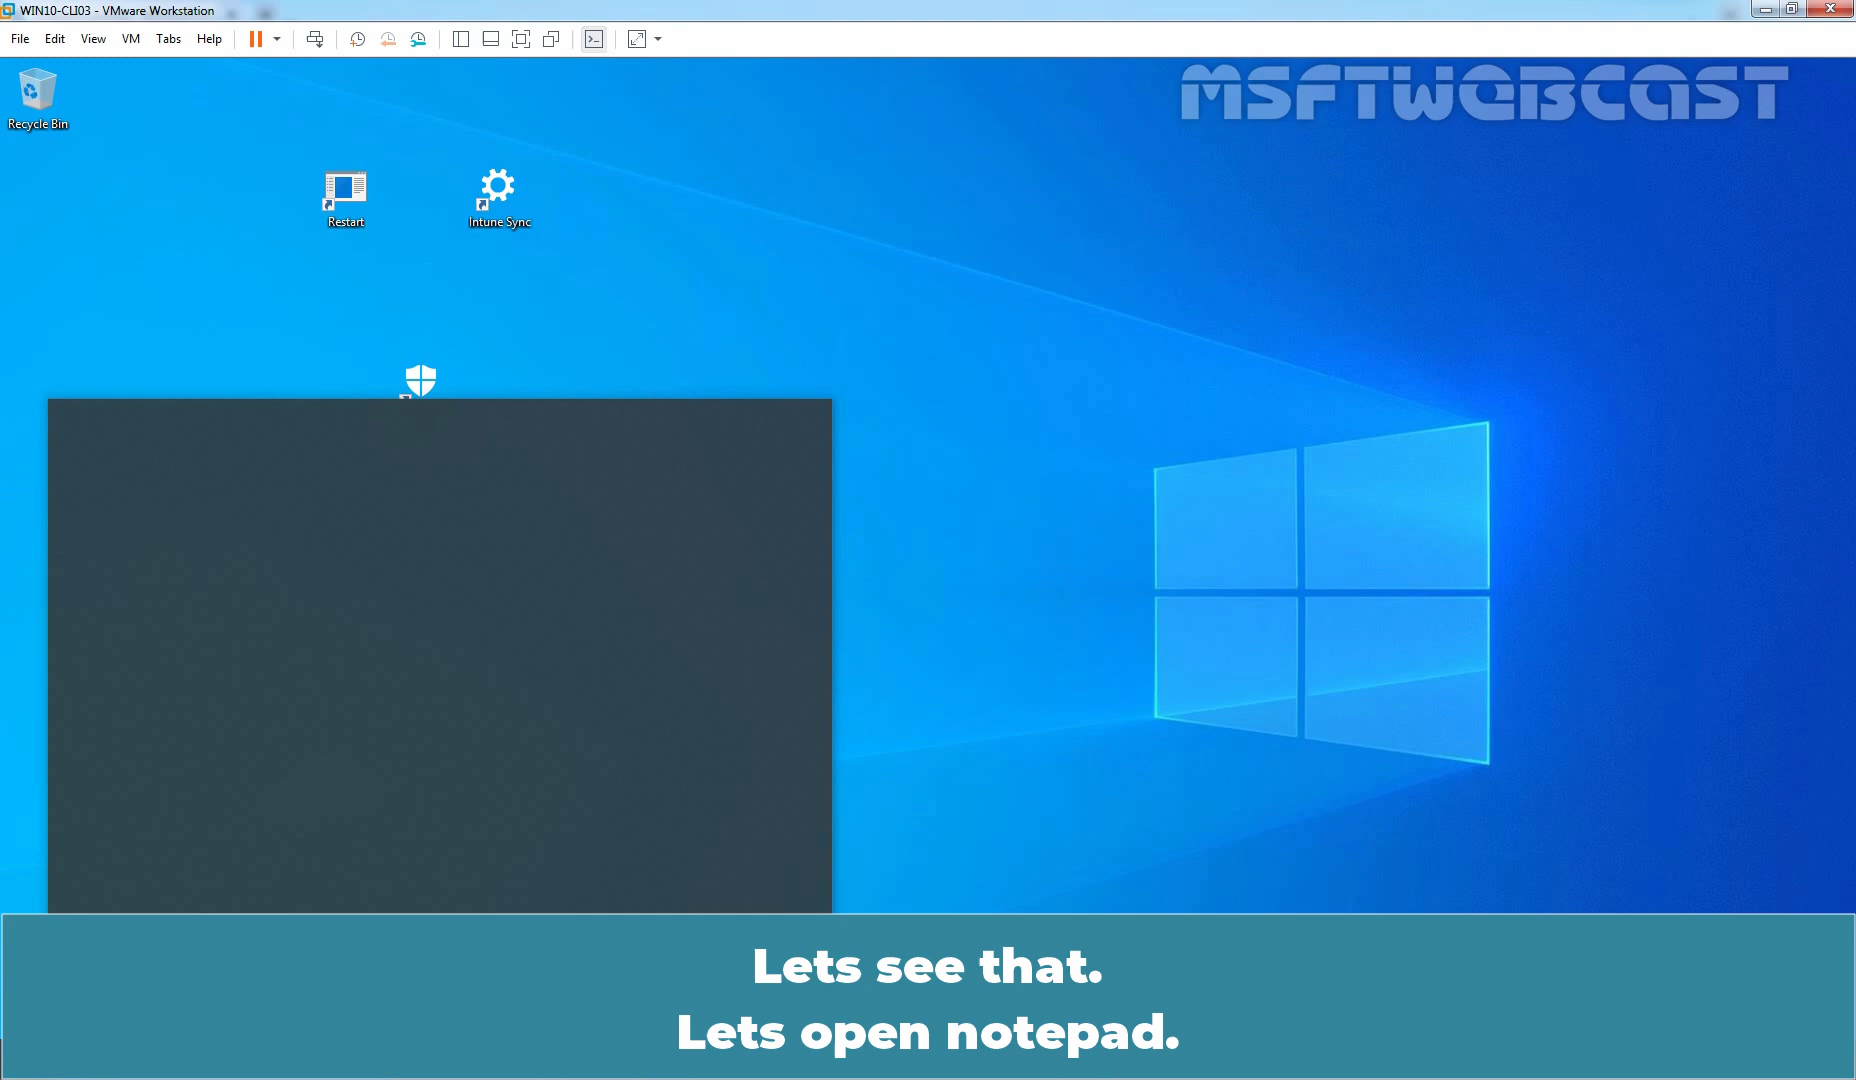 WIN10-CLI03 - VMware Workstation
File Edit View VM Tabs Help
MSFTWEBCAST
Recycle Bin
Restart
Intune Sync
Lets see that.
Lets open notepad.